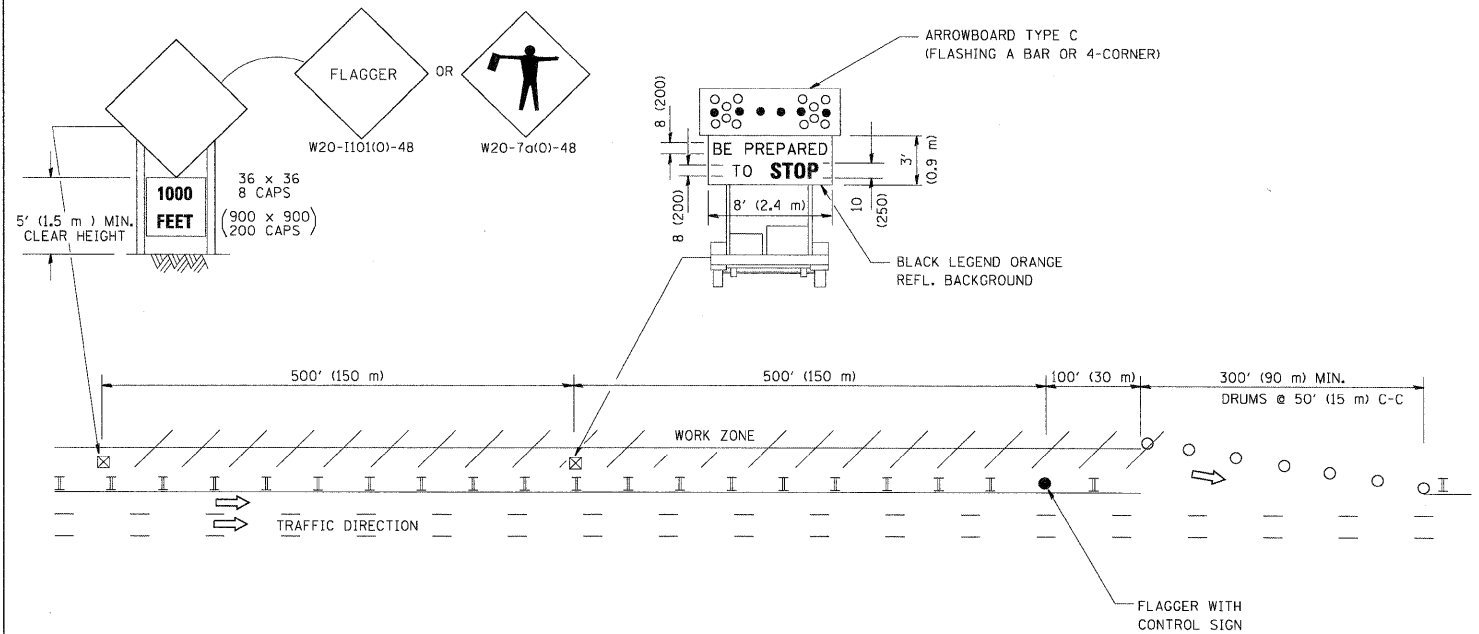 ARROWBOARD TYPE C
(FLASHING A BAR OR 4-CORNER)
FLAGGER
OR
W20-I101(O)-48
W20-7a(O)-48
8 (200)
BE PREPARED
TO STOP
3'
(0.9 m)
8 (200)
8' (2.4 m)
10
(250)
1000
FEET
36 x 36
8 CAPS
(900 x 900)
200 CAPS
5' (1.5 m ) MIN.
CLEAR HEIGHT
BLACK LEGEND ORANGE
REFL. BACKGROUND
500' (150 m)
500' (150 m)
100' (30 m)
300' (90 m) MIN.
DRUMS @ 50' (15 m) C-C
WORK ZONE
TRAFFIC DIRECTION
FLAGGER WITH
CONTROL SIGN